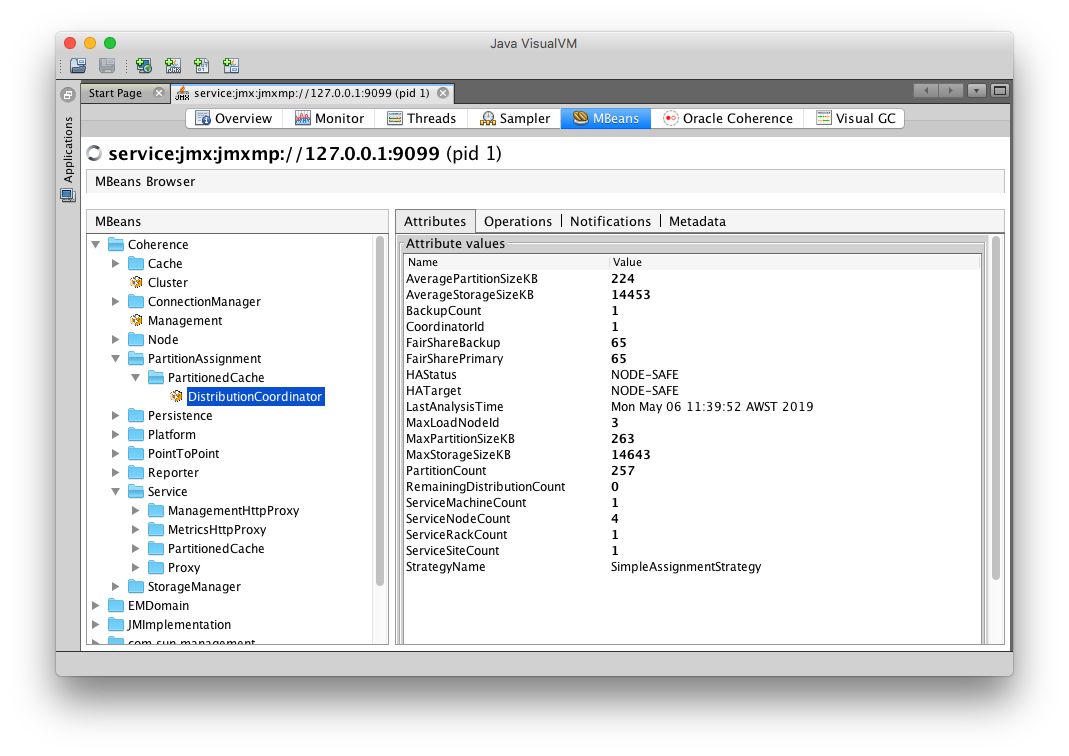 Java VisualVM
Start Page
service:jmx:jmxmp://127.0.0.1:9099 (pid 1)
Applications
Overview Monitor Threads Sampler MBeans Oracle Coherence Visual GC
service:jmx:jmxmp://127.0.0.1:9099 (pid 1)
MBeans Browser
MBeans
Coherence
Cache
Cluster
ConnectionManager
Management
Node
PartitionAssignment
PartitionedCache
DistributionCoordinator
Persistence
Platform
PointToPoint
Reporter
Service
ManagementHttpProxy
MetricsHttpProxy
PartitionedCache
Proxy
StorageManager
EMDomain
JMImplementation
com.sun.management
Attributes Operations Notifications Metadata
Attribute values
Name Value
AveragePartitionSizeKB 224
AverageStorageSizeKB 14453
BackupCount 1
CoordinatorId 1
FairShareBackup 65
FairSharePrimary 65
HAStatus NODE-SAFE
HATarget NODE-SAFE
LastAnalysisTime Mon May 06 11:39:52 AWST 2019
MaxLoadNodeId 3
MaxPartitionSizeKB 263
MaxStorageSizeKB 14643
PartitionCount 257
RemainingDistributionCount 0
ServiceMachineCount 1
ServiceNodeCount 4
ServiceRackCount 1
ServiceSiteCount 1
StrategyName SimpleAssignmentStrategy